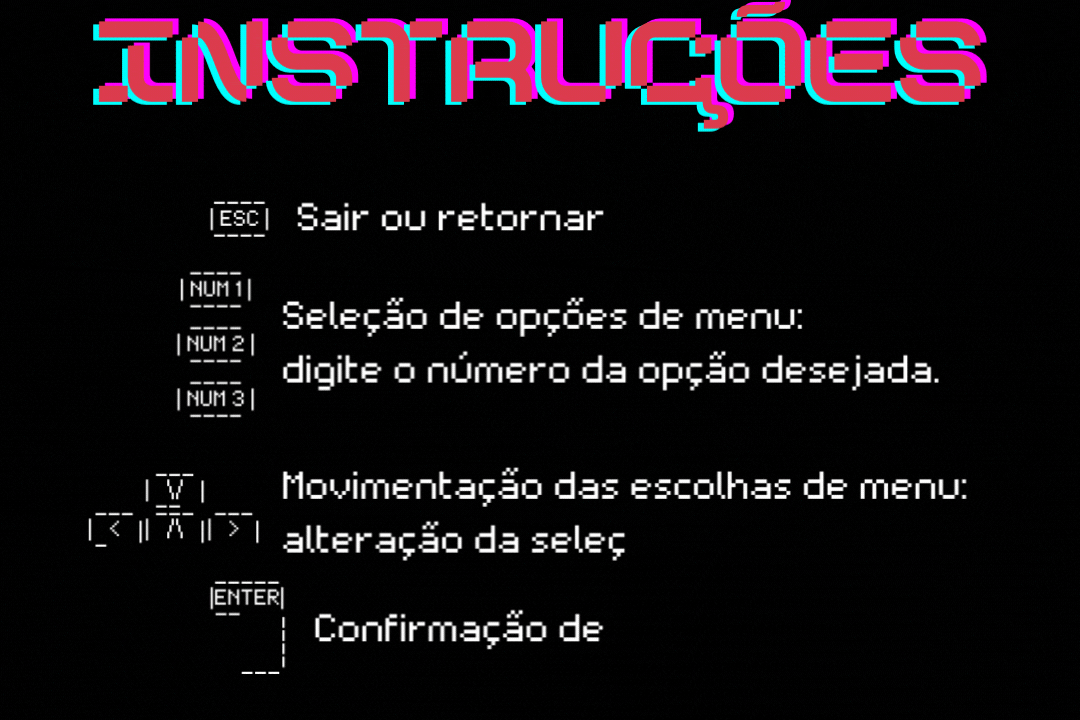 INSTRUÇÕES
ESC Sair ou retornar
NUM 1
Seleção de opções de menu:
NUM 2
digite o número da opção desejada.
NUM 3
Movimentação das escolhas de menu:
< >
alteração da seleç
ENTER
Confirmação de